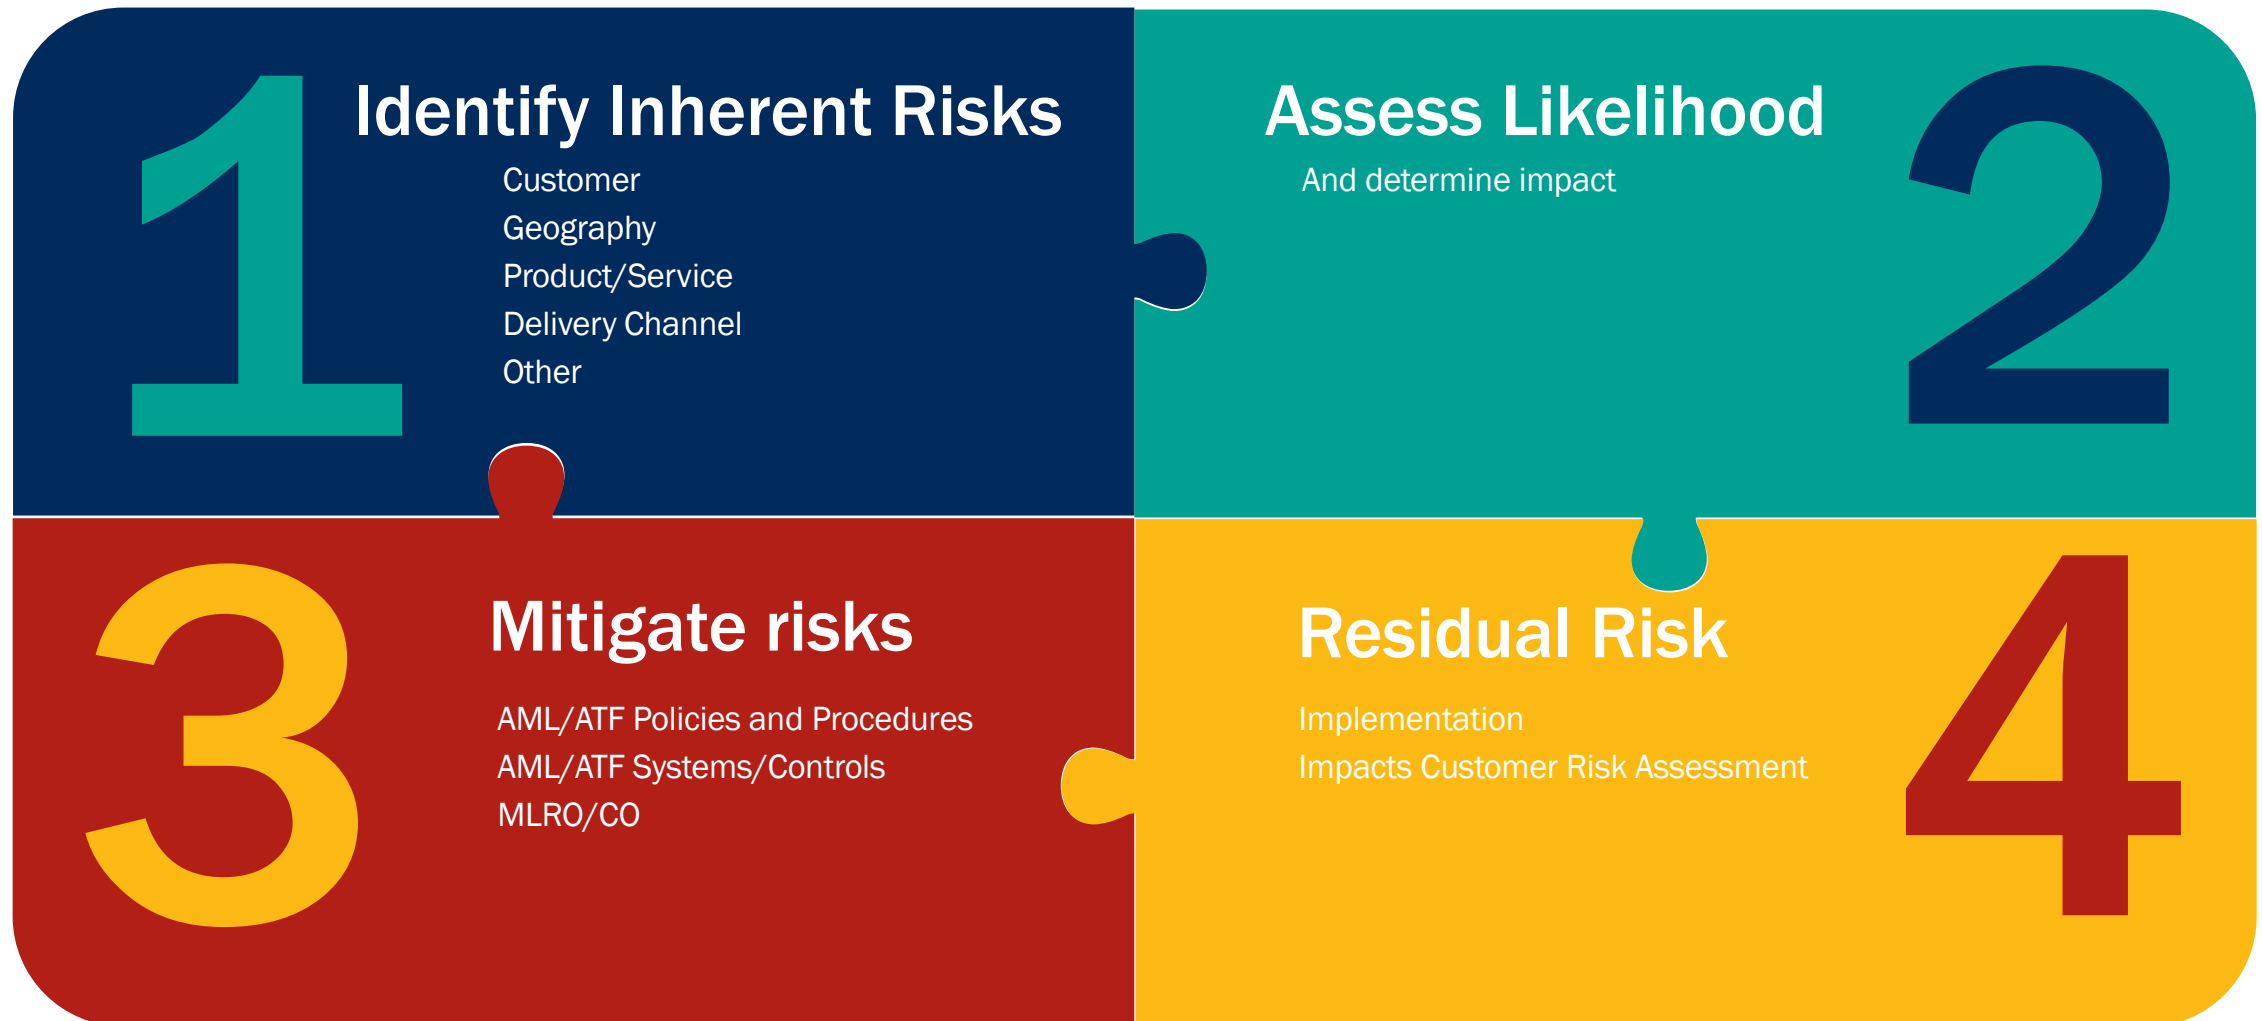 1
Identify Inherent Risks
Customer
Geography
Product/Service
Delivery Channel
Other
Assess Likelihood
And determine impact
2
3
Mitigate risks
AML/ATF Policies and Procedures
AML/ATF Systems/Controls
MLRO/CO
Residual Risk
Implementation
Impacts Customer Risk Assessment
4